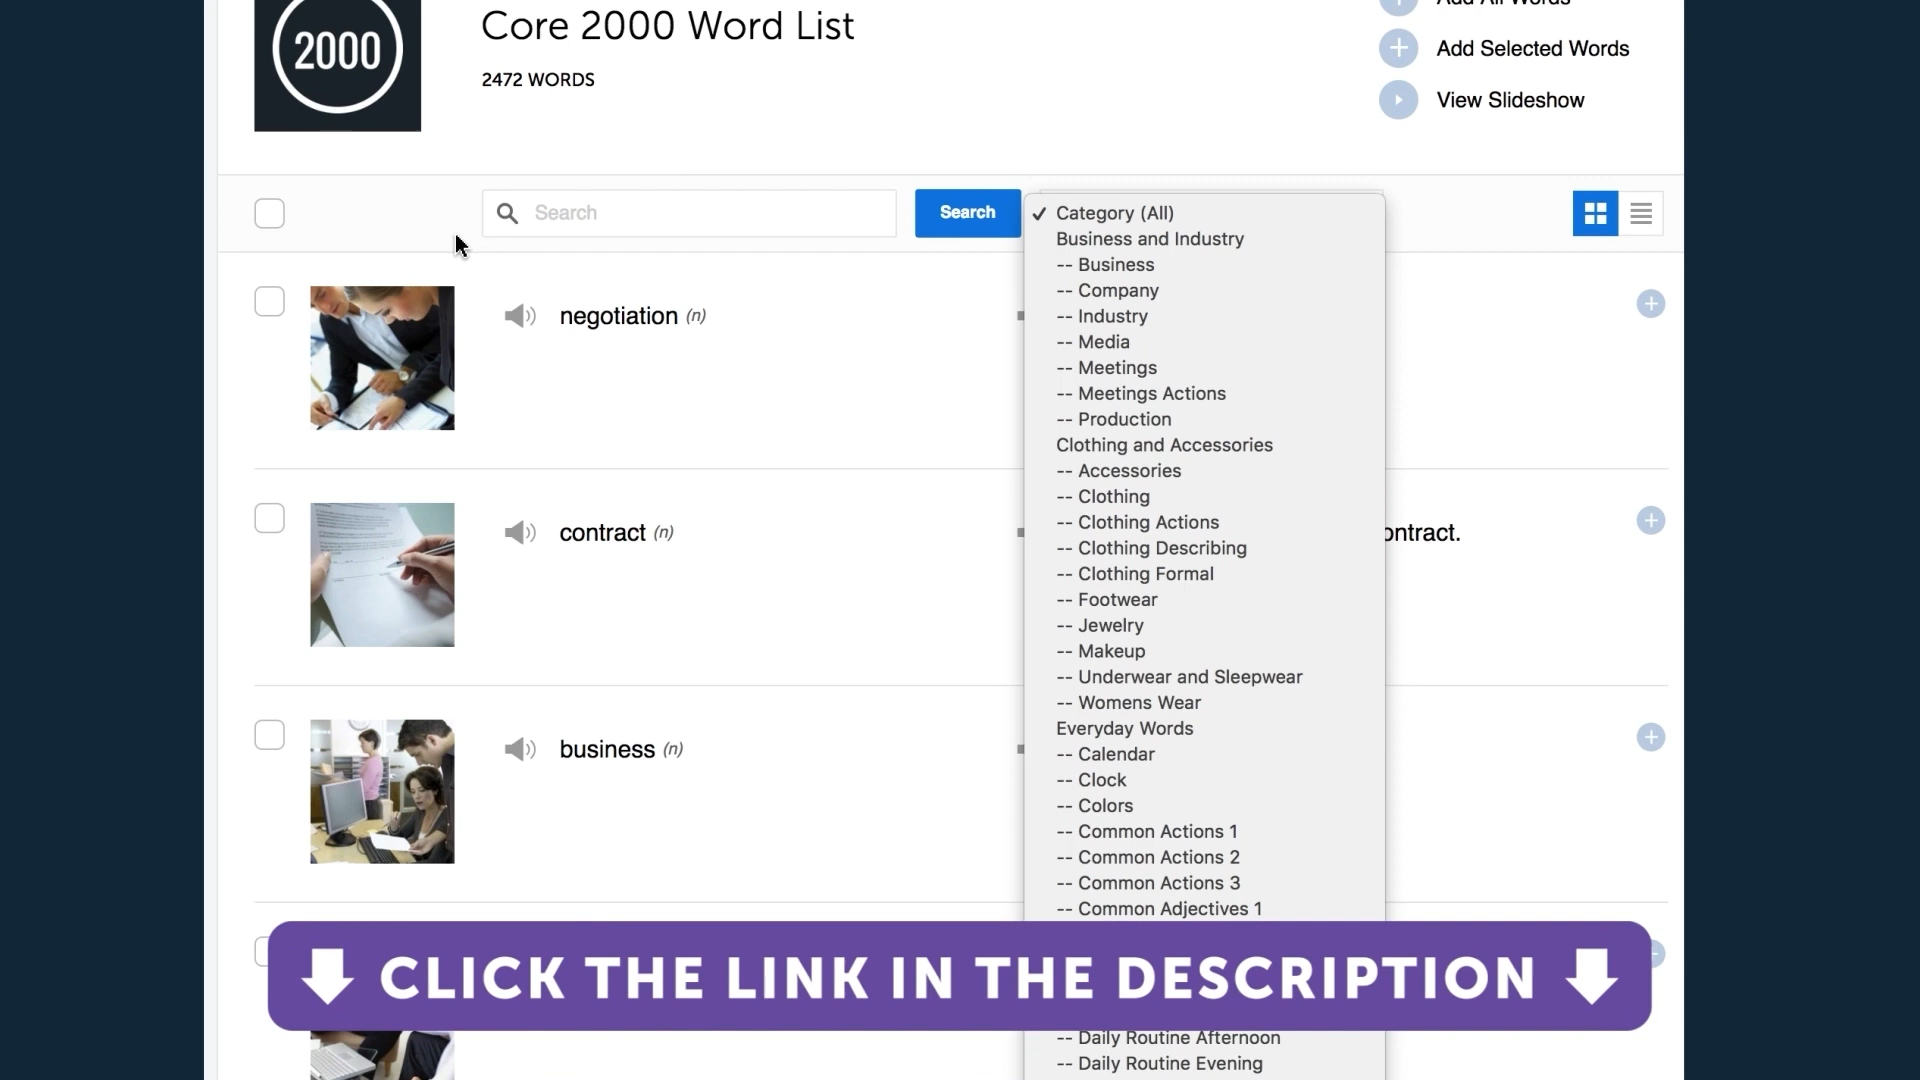 Add All Words
2000
Core 2000 Word List
2472 WORDS
Add Selected Words
View Slideshow
Search
Search
✓ Category (All)
Business and Industry
-- Business
-- Company
-- Industry
-- Media
-- Meetings
-- Meetings Actions
-- Production
Clothing and Accessories
-- Accessories
-- Clothing
-- Clothing Actions
-- Clothing Describing
-- Clothing Formal
-- Footwear
-- Jewelry
-- Makeup
-- Underwear and Sleepwear
-- Womens Wear
Everyday Words
-- Calendar
-- Clock
-- Colors
-- Common Actions 1
-- Common Actions 2
-- Common Actions 3
-- Common Adjectives 1
-- Daily Routine Afternoon
-- Daily Routine Evening
negotiation (n)
contract (n)
ontract.
business (n)
CLICK THE LINK IN THE DESCRIPTION